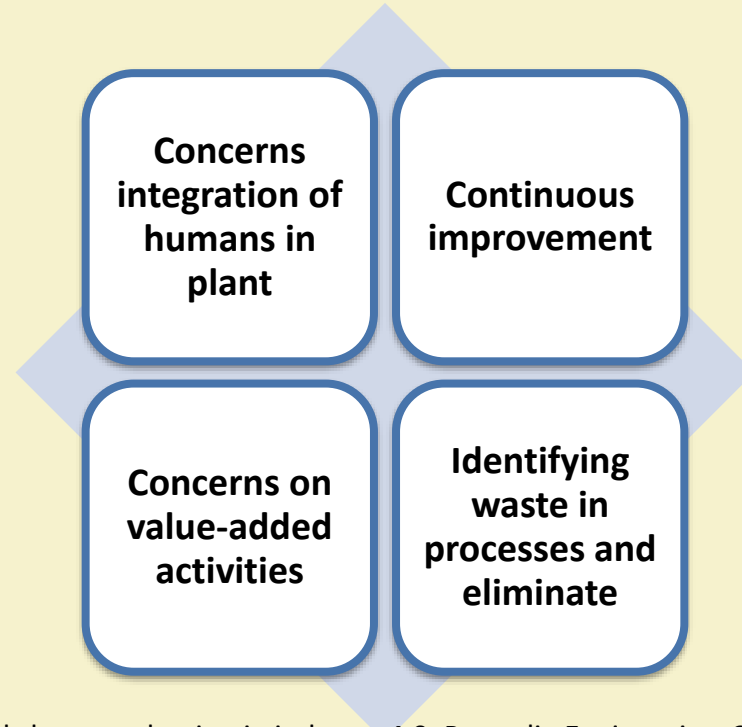 Concerns
integration of
humans in
plant
Continuous
improvement
Concerns on
value-added
activities
Identifying
waste in
processes and
eliminate